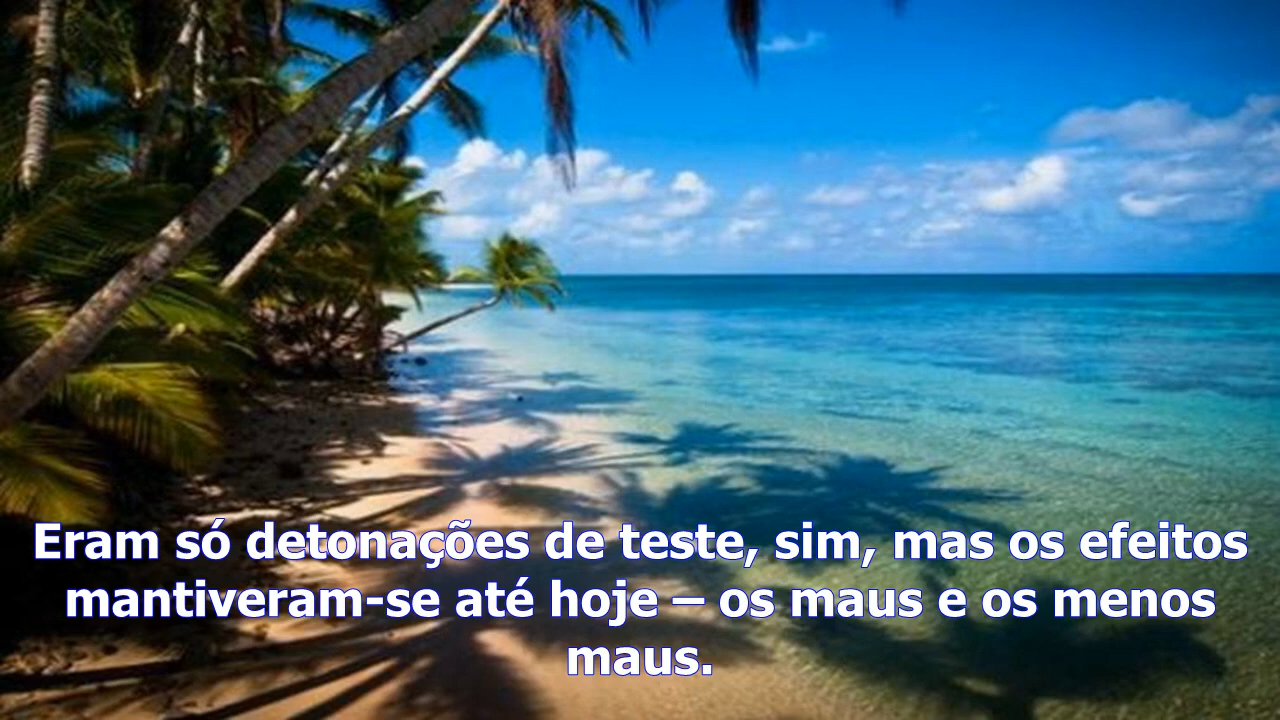 Eram só detonações de teste, sim, mas os efeitos
mantiveram-se até hoje – os maus e os menos
maus.